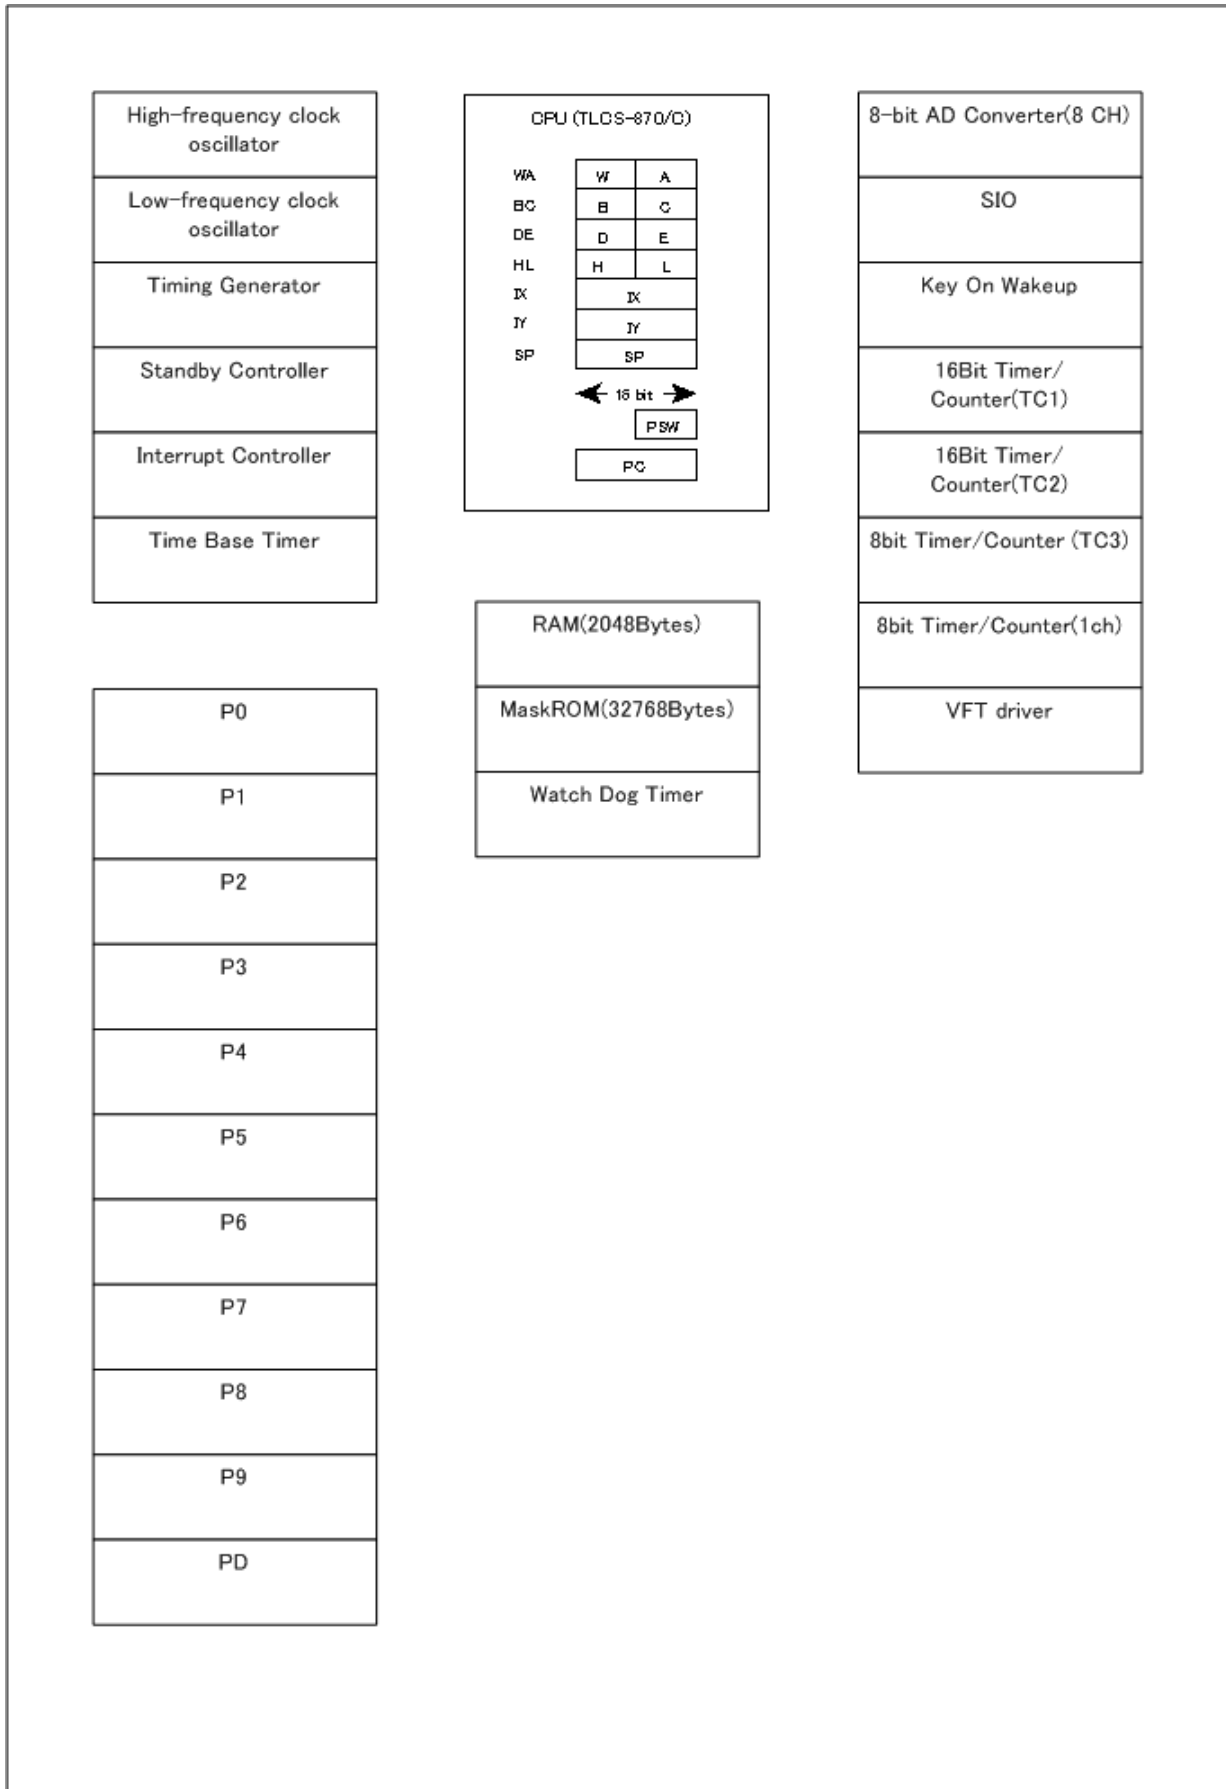 High-frequency clock
oscillator
Low-frequency clock
oscillator
Timing Generator
Standby Controller
Interrupt Controller
Time Base Timer
P0
P1
P2
P3
P4
P5
P6
P7
P8
P9
PD
CPU (TLCS-870/C)
WA W A
BC B C
DE D E
HL H L
IX IX
IY IY
SP SP
16 bit
PSW
PC
RAM(2048Bytes)
MaskROM(32768Bytes)
Watch Dog Timer
8-bit AD Converter(8 CH)
SIO
Key On Wakeup
16Bit Timer/
Counter(TC1)
16Bit Timer/
Counter(TC2)
8bit Timer/Counter (TC3)
8bit Timer/Counter(1ch)
VFT driver